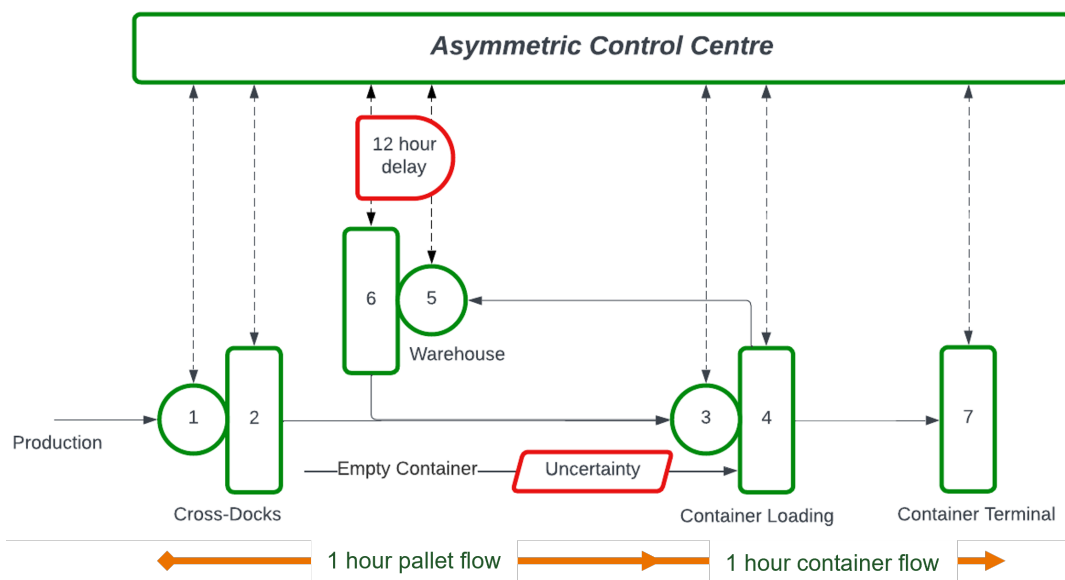 Asymmetric Control Centre
12 hour
delay
6
5
Warehouse
1
2
3
4
7
Production
Empty Container
Uncertainty
Cross-Docks
Container Loading
Container Terminal
1 hour pallet flow
1 hour container flow